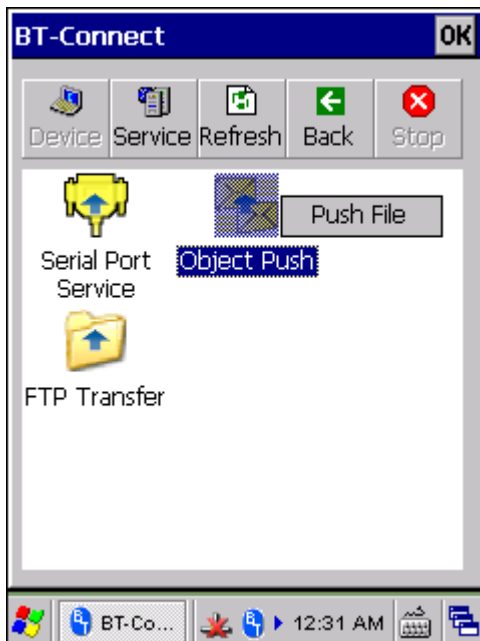 BT-Connect OK
Device Service Refresh Back Stop
Push File
Serial Port Service
Object Push
FTP Transfer
BT-Co... 12:31 AM